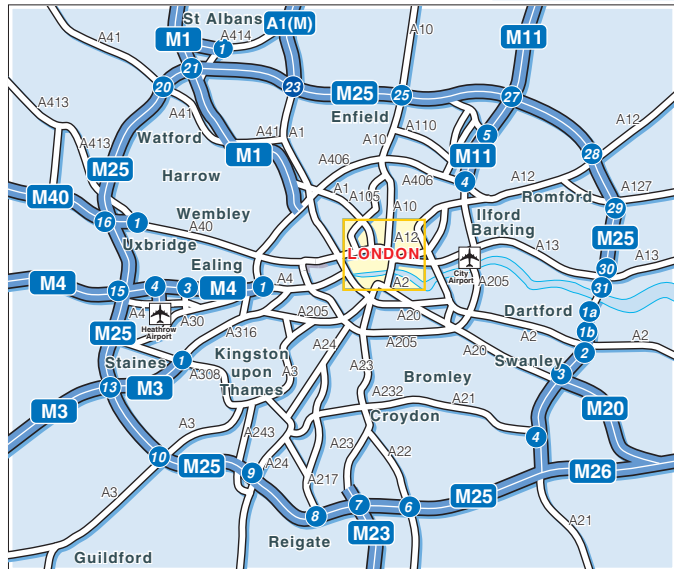 St Albans
A41
M1
1
A414
A1(M)
A10
M11
21
20
23
M25
25
27
A413
A41
Enfield
A12
A413
Watford
A41
A1
A110
5
M25
M1
A10
M11
28
Harrow
A406
A406
4
A12
A127
M40
A1
A105
Romford
29
Wembley
A10
Ilford
16
1
A40
A12
Barking
M25
Uxbridge
LONDON
A13
A13
Ealing
City
Airport
30
M4
15
4
3
M4
1
A4
A2
A205
31
A4
Heathrow
Airport
A30
A205
A20
Dartford
1a
M25
A316
A24
A205
A2
1b
A2
Staines
1
Kingston
upon
Thames
A3
A23
A20
Swanley
2
13
M3
A308
Bromley
3
M3
A232
A21
M20
Croydon
A3
A243
4
10
M25
9
A24
A23
A22
M26
A3
A217
M25
8
7
6
A21
Reigate
M23
Guildford